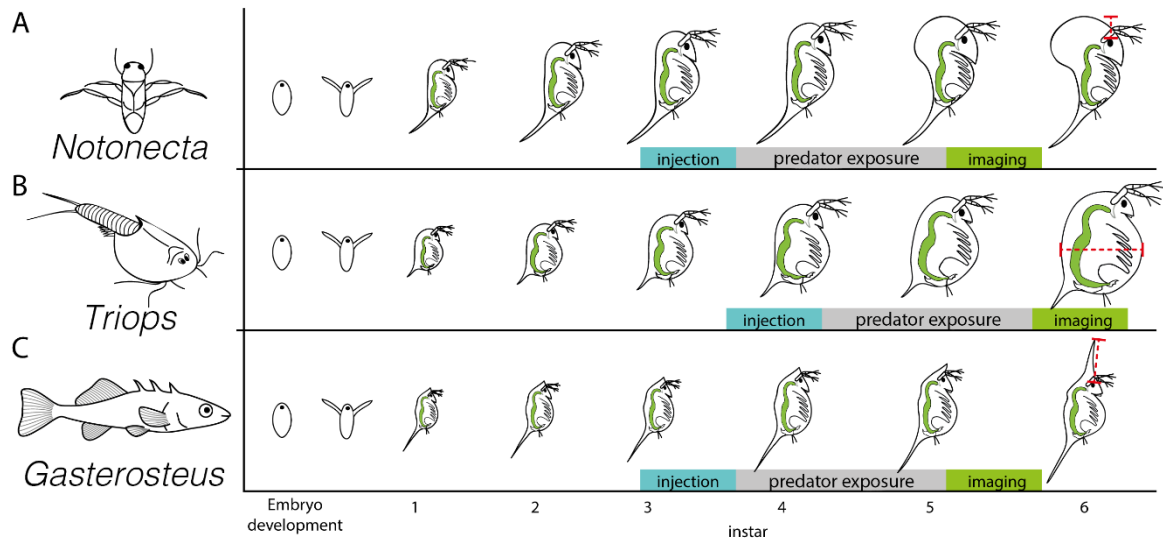 A
Notonecta
injection predator exposure imaging
B
Triops
injection predator exposure imaging
C
Gasterosteus
injection predator exposure imaging
Embryo
development
1 2 3 4 5 6
instar